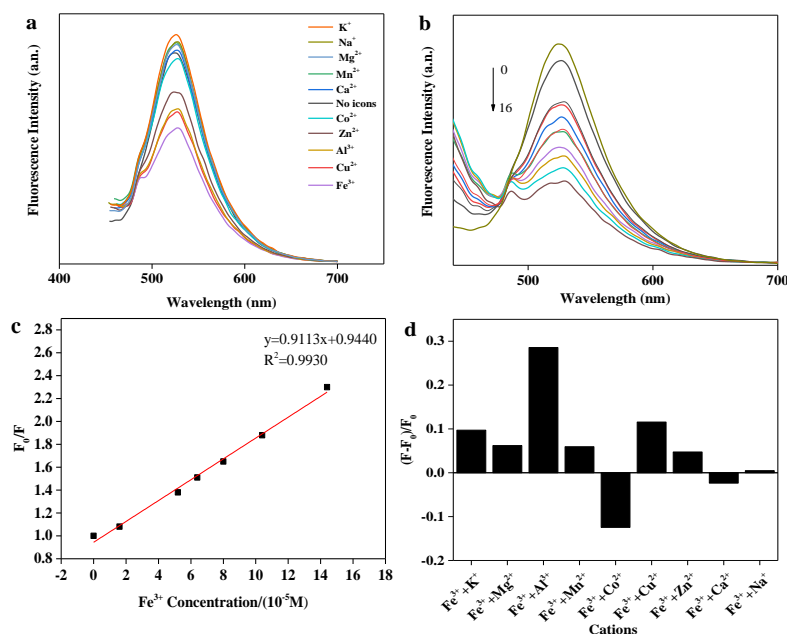 a
K⁺
Na⁺
Mg²⁺
Mn²⁺
Ca²⁺
No icons
Co²⁺
Zn²⁺
Al³⁺
Cu²⁺
Fe³⁺
Fluorescence Intensity (a.n.)
400 500 600 700
Wavelength (nm)
b
0
16
Fluorescence Intensity (a.n.)
500 600 700
Wavelength (nm)
c
y=0.9113x+0.9440
R²=0.9930
F₀/F
2.8
2.6
2.4
2.2
2.0
1.8
1.6
1.4
1.2
1.0
0.8
-2 0 2 4 6 8 10 12 14 16 18
Fe³⁺ Concentration/(10⁻⁵M)
d
(F-F₀)/F₀
0.3
0.2
0.1
0.0
-0.1
-0.2
Fe³⁺+K⁺
Fe³⁺+Mg²⁺
Fe³⁺+Al³⁺
Fe³⁺+Mn²⁺
Fe³⁺+Co²⁺
Fe³⁺+Cu²⁺
Fe³⁺+Zn²⁺
Fe³⁺+Ca²⁺
Fe³⁺+Na⁺
Cations